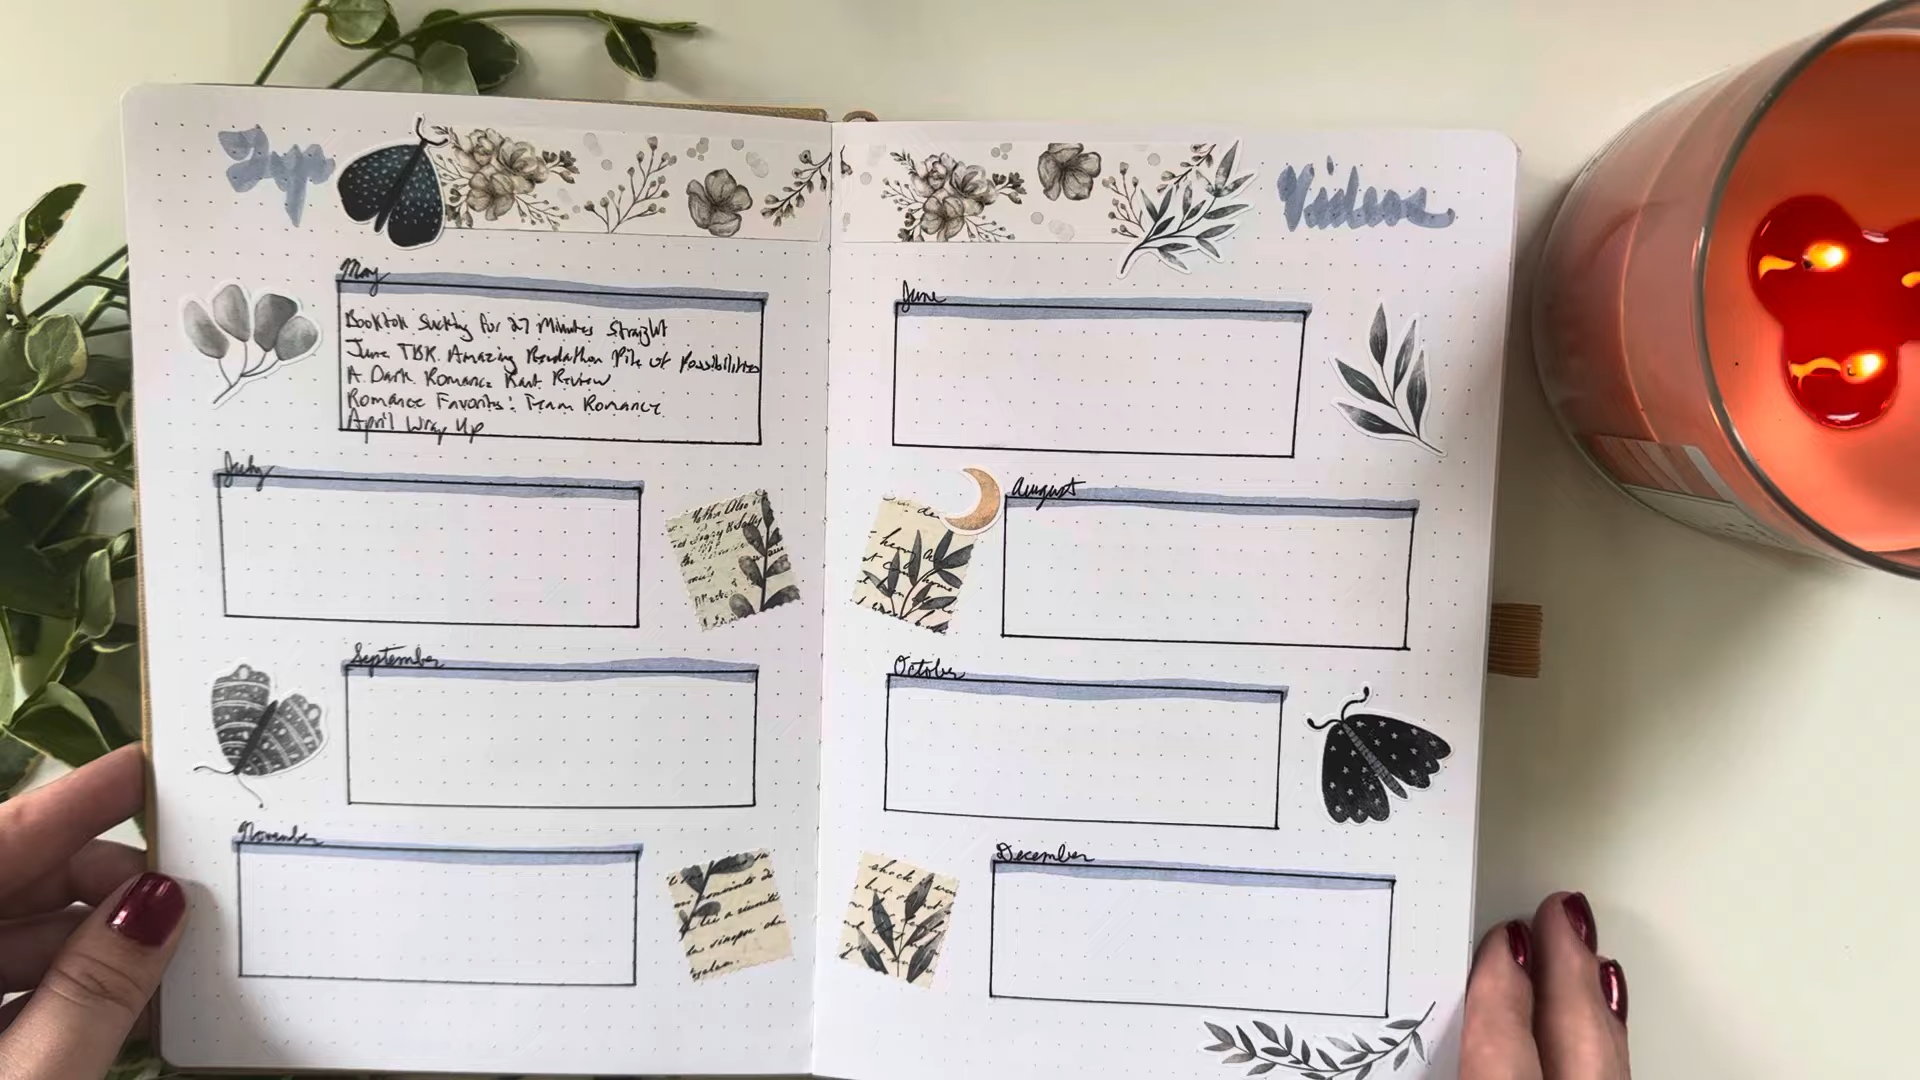 Top
Videos
May
Booktok Sucking for 27 Minutes Straight
June TBR. Amazing Readathon Pile of Possibilities
A Dark Romance Rant Review
Romance Favorites: Team Romance
April Wrap Up
June
July
August
September
October
November
December
shock